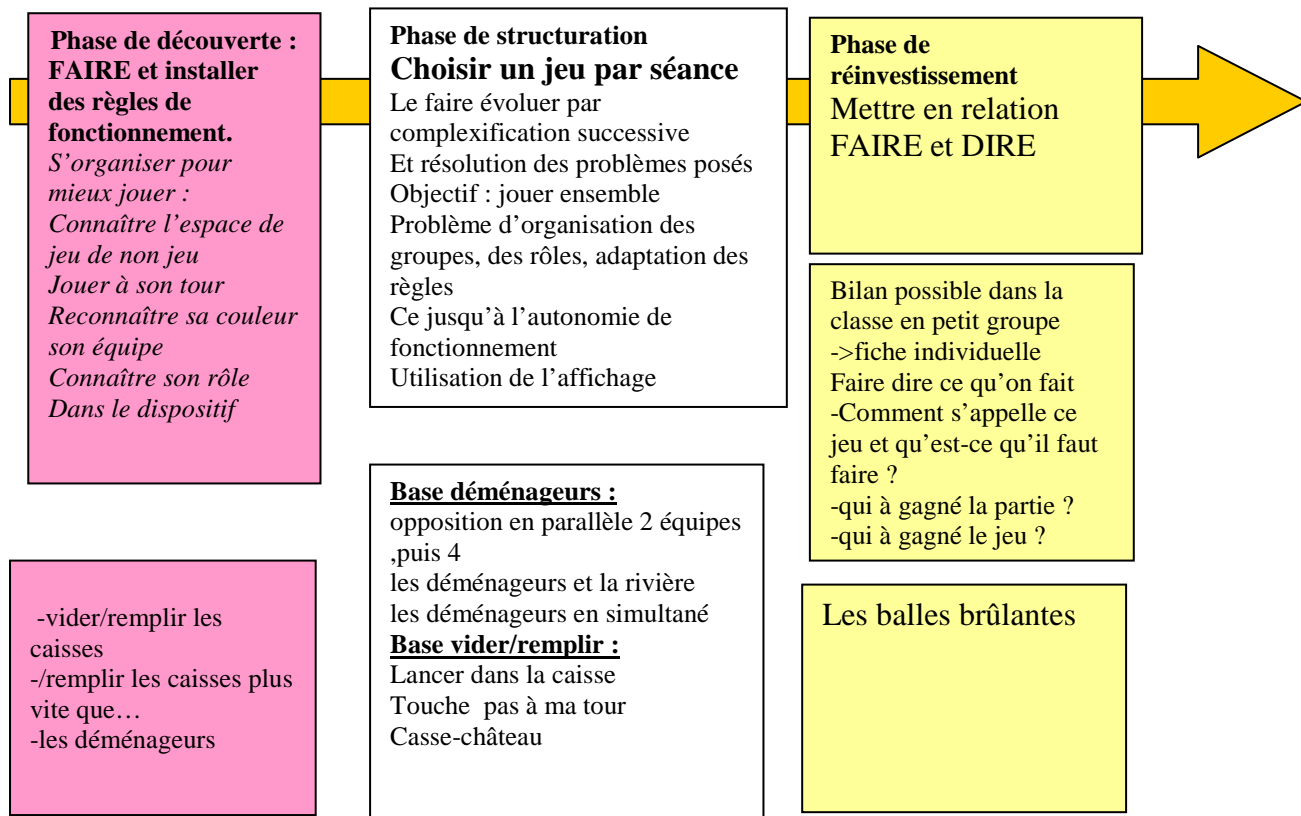 Phase de découverte :
FAIRE et installer
des règles de
fonctionnement.
S’organiser pour
mieux jouer :
Connaître l’espace de
jeu de non jeu
Jouer à son tour
Reconnaître sa couleur
son équipe
Connaître son rôle
Dans le dispositif
-vider/remplir les
caisses
-/remplir les caisses plus
vite que…
-les déménageurs
Phase de structuration
Choisir un jeu par séance
Le faire évoluer par
complexification successive
Et résolution des problèmes posés
Objectif : jouer ensemble
Problème d’organisation des
groupes, des rôles, adaptation des
règles
Ce jusqu’à l’autonomie de
fonctionnement
Utilisation de l’affichage
Base déménageurs :
opposition en parallèle 2 équipes
,puis 4
les déménageurs et la rivière
les déménageurs en simultané
Base vider/remplir :
Lancer dans la caisse
Touche pas à ma tour
Casse-château
Phase de
réinvestissement
Mettre en relation
FAIRE et DIRE
Bilan possible dans la
classe en petit groupe
->fiche individuelle
Faire dire ce qu’on fait
-Comment s’appelle ce
jeu et qu’est-ce qu’il faut
faire ?
-qui à gagné la partie ?
-qui à gagné le jeu ?
Les balles brûlantes